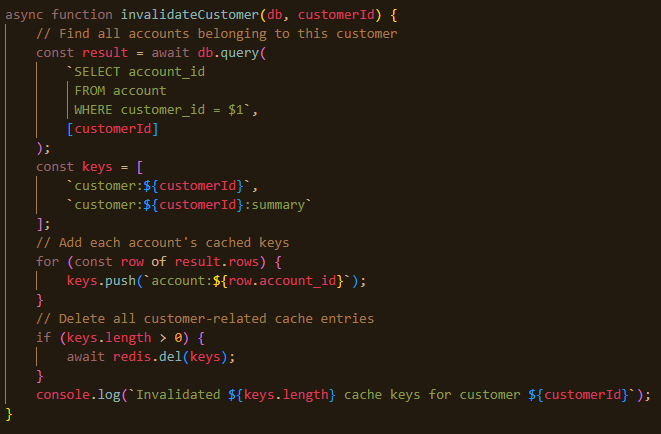 async function invalidateCustomer(db, customerId) {
    // Find all accounts belonging to this customer
    const result = await db.query(
        `SELECT account_id
         FROM account
         WHERE customer_id = $1`,
        [customerId]
    );
    const keys = [
        `customer:${customerId}`,
        `customer:${customerId}:summary`
    ];
    // Add each account's cached keys
    for (const row of result.rows) {
        keys.push(`account:${row.account_id}`);
    }
    // Delete all customer-related cache entries
    if (keys.length > 0) {
        await redis.del(keys);
    }
    console.log(`Invalidated ${keys.length} cache keys for customer ${customerId}`);
}